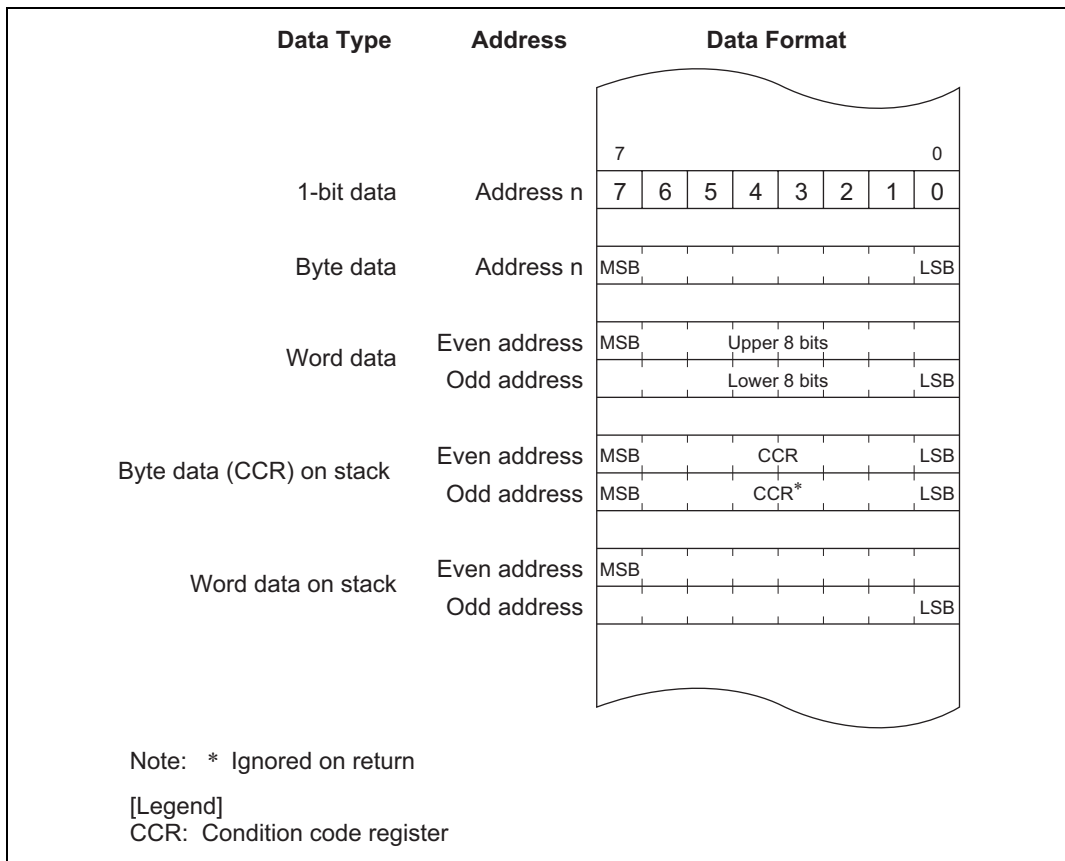 Data Type Address Data Format
7 0
1-bit data Address n 7 6 5 4 3 2 1 0
Byte data Address n MSB LSB
Word data Even address MSB Upper 8 bits
Odd address Lower 8 bits LSB
Byte data (CCR) on stack Even address MSB CCR LSB
Odd address MSB CCR* LSB
Word data on stack Even address MSB
Odd address LSB
Note: * Ignored on return
[Legend]
CCR: Condition code register